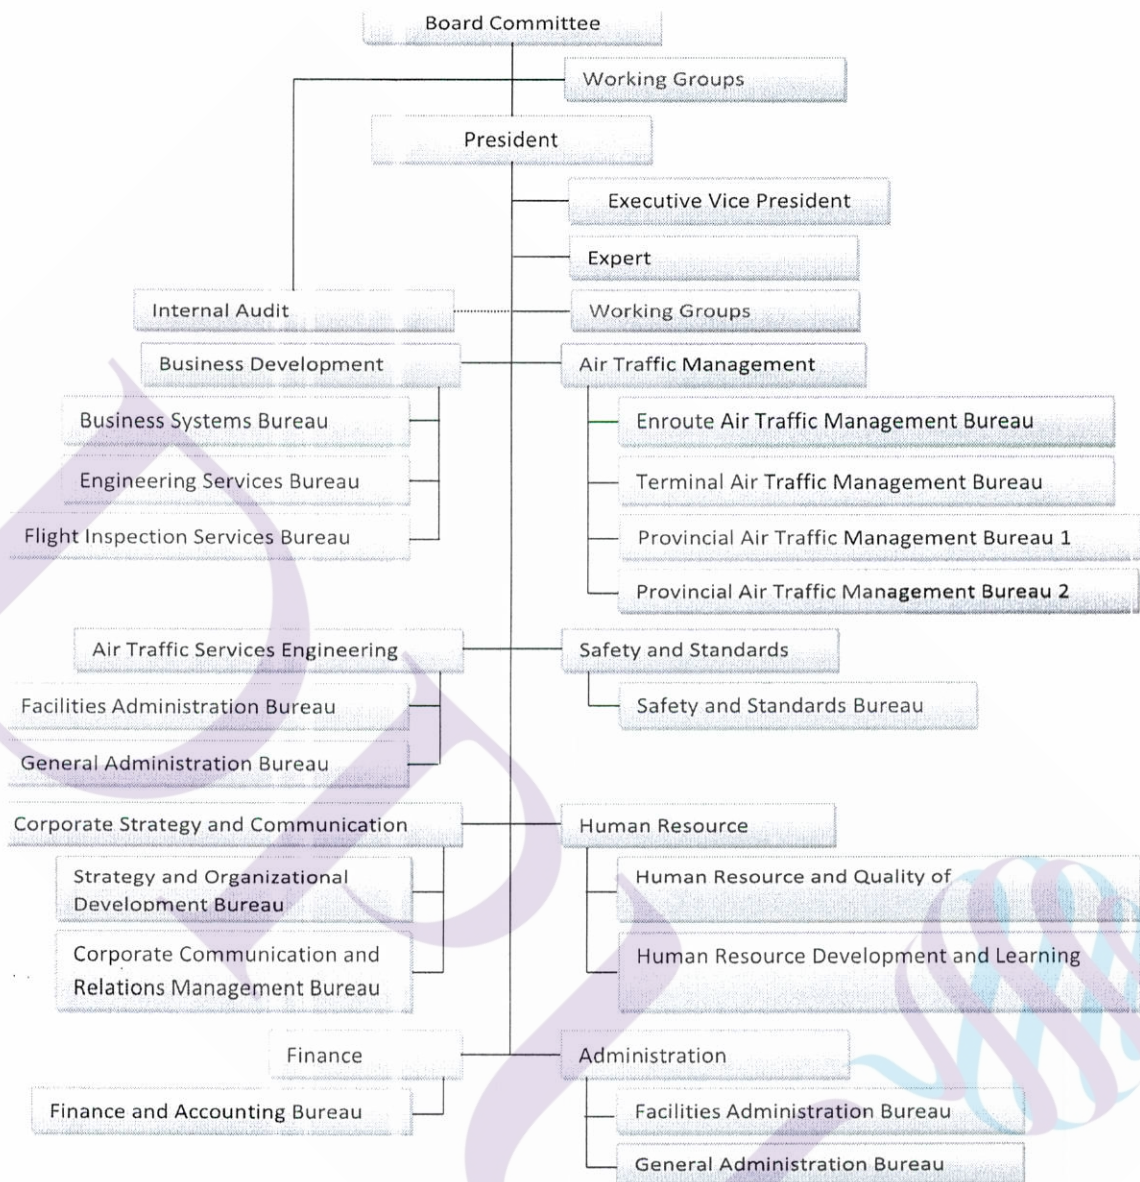 Board Committee
Working Groups
President
Executive Vice President
Expert
Internal Audit
Working Groups
Business Development
Air Traffic Management
Business Systems Bureau
Enroute Air Traffic Management Bureau
Engineering Services Bureau
Terminal Air Traffic Management Bureau
Flight Inspection Services Bureau
Provincial Air Traffic Management Bureau 1
Provincial Air Traffic Management Bureau 2
Air Traffic Services Engineering
Safety and Standards
Facilities Administration Bureau
Safety and Standards Bureau
General Administration Bureau
Corporate Strategy and Communication
Human Resource
Strategy and Organizational
Development Bureau
Human Resource and Quality of
Corporate Communication and
Relations Management Bureau
Human Resource Development and Learning
Finance
Administration
Finance and Accounting Bureau
Facilities Administration Bureau
General Administration Bureau